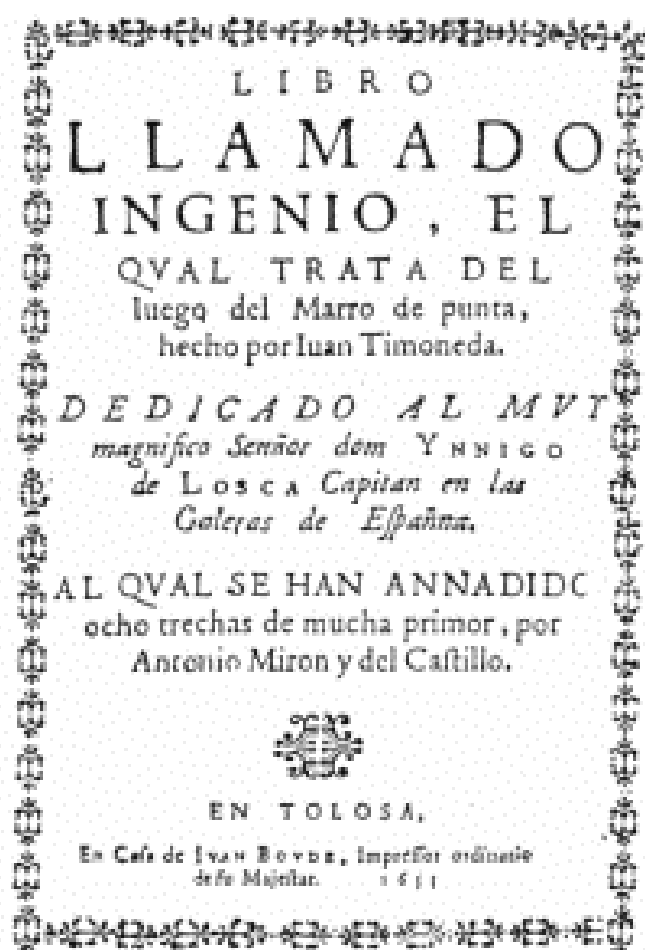 LIBRO
LLAMADO
INGENIO, EL
QVAL TRATA DEL
Iuego del Marro de punta,
hecho por Iuan Timoneda.
DEDICADO AL MVY
magnifico Sennor dom YNNIGO
de LOSCA Capitan en las
Galeras de Eſpañna.
AL QVAL SE HAN ANNADIDO
ocho trechas de mucha primor, por
Antonio Miron y del Caſtillo.
EN TOLOSA,
En Caſa de IVAN BOVDE, Impreſſor ordinario
de ſu Majeſtat.